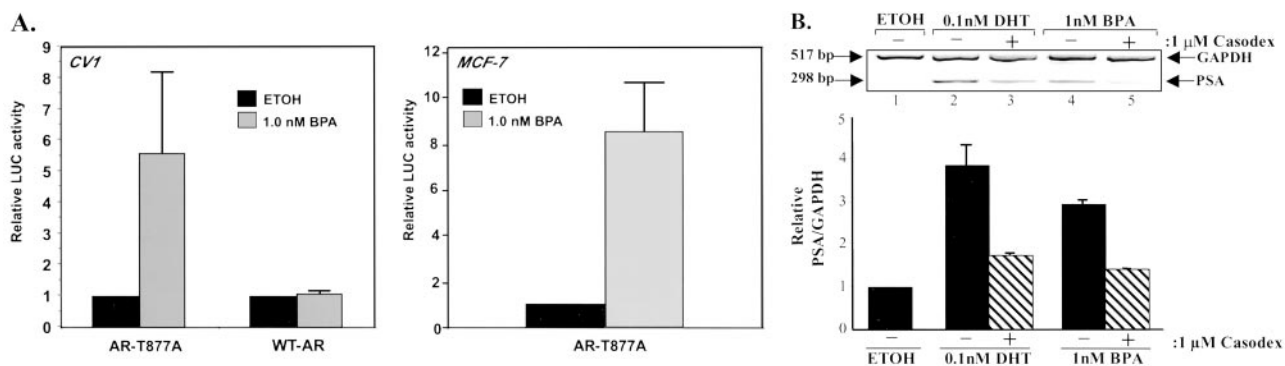 A.
CV1
ETOH
1.0 nM BPA
Relative LUC activity
9
8
7
6
5
4
3
2
1
0
AR-T877A
WT-AR
MCF-7
ETOH
1.0 nM BPA
Relative LUC activity
12
10
8
6
4
2
0
AR-T877A
B.
ETOH 0.1nM DHT 1nM BPA
− − + − + :1 µM Casodex
517 bp GAPDH
298 bp PSA
1 2 3 4 5
Relative
PSA/GAPDH
5
4
3
2
1
0
− − + − + :1 µM Casodex
ETOH 0.1nM DHT 1nM BPA